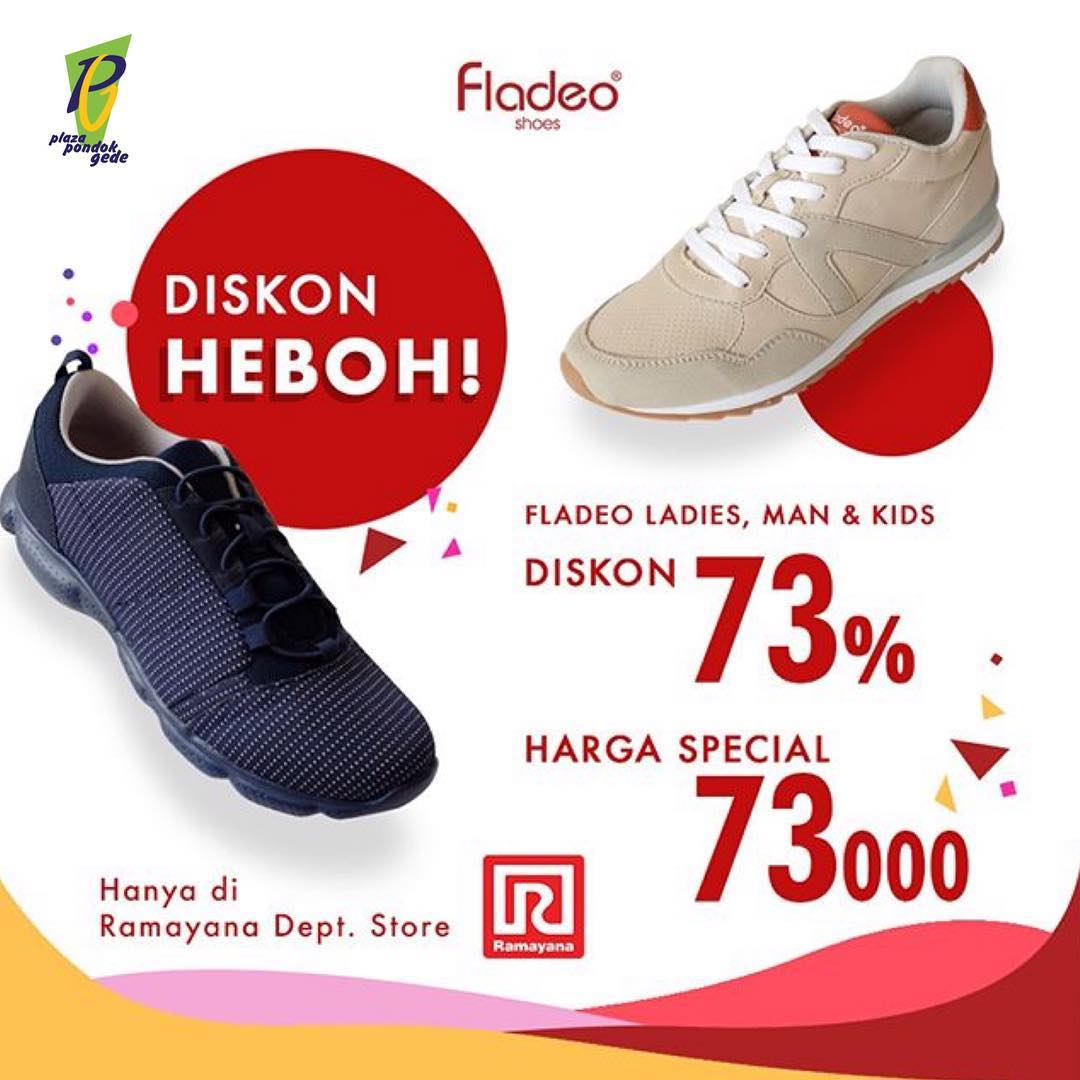 plaza
pondok
gede
Fladeo®
shoes
DISKON
HEBOH!
FLADEO LADIES, MAN & KIDS
DISKON 73%
HARGA SPECIAL
73000
Hanya di
Ramayana Dept. Store
Ramayana